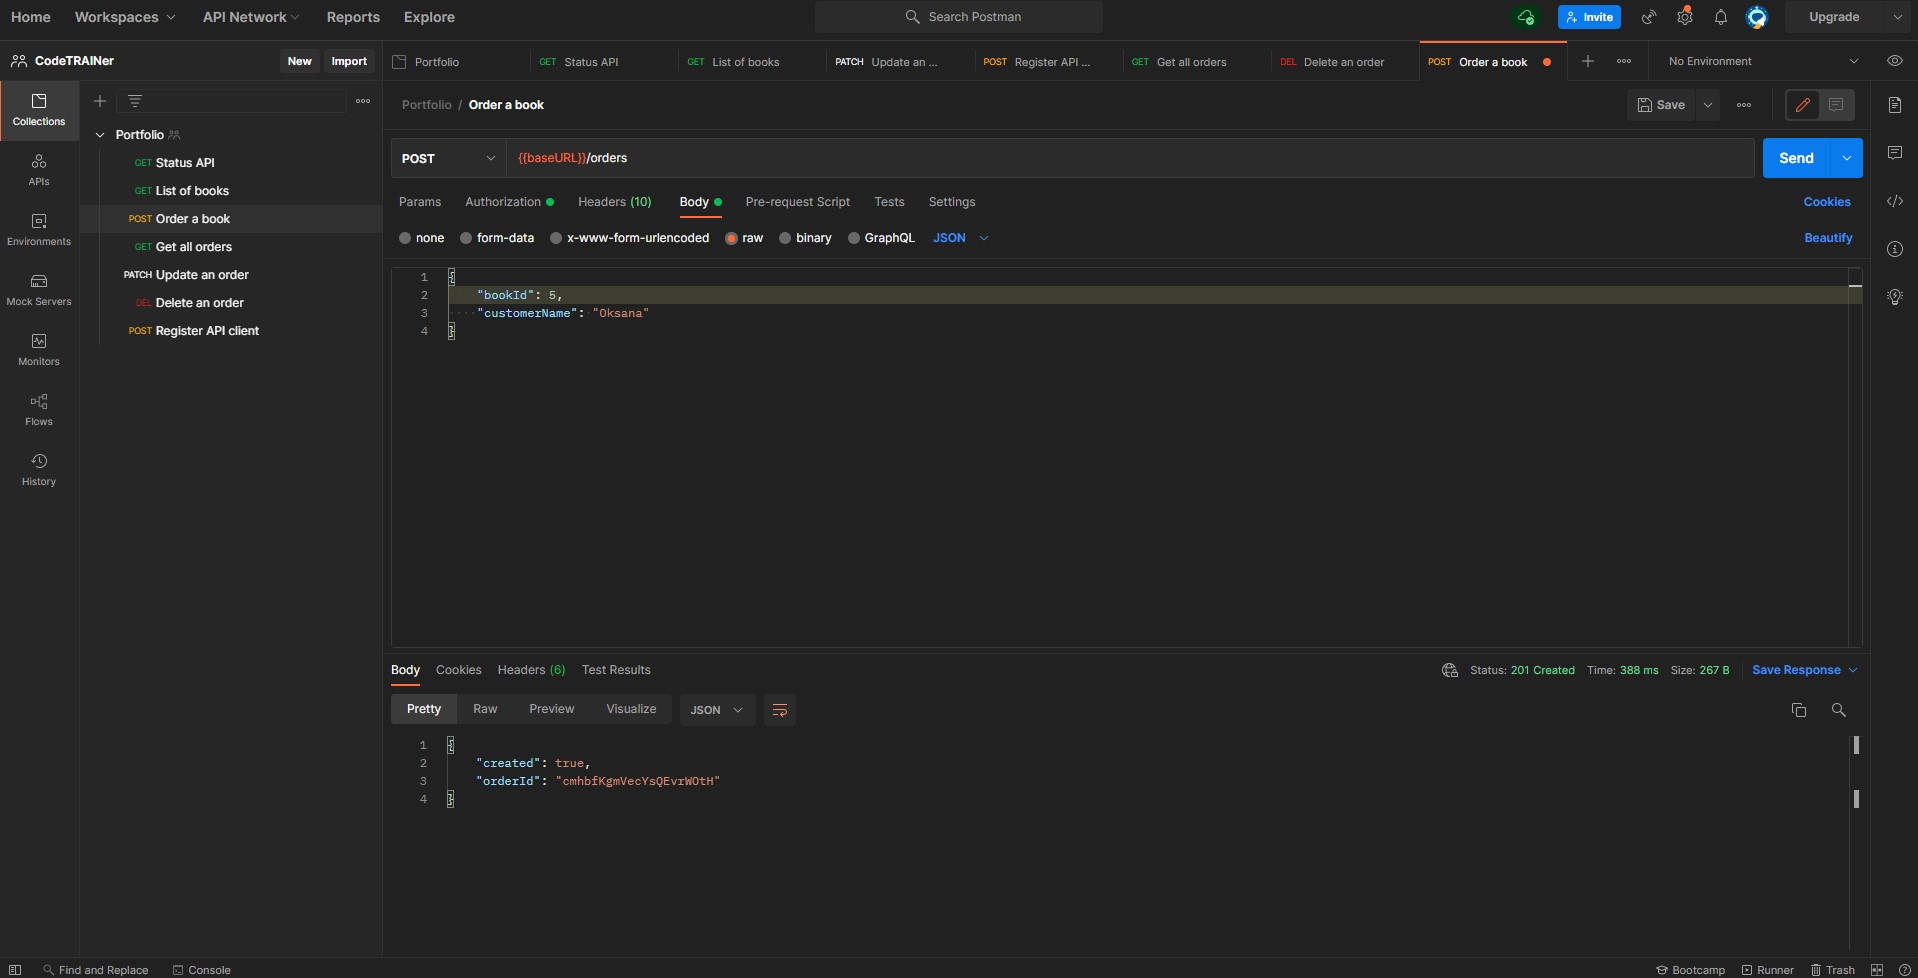 Home Workspaces API Network Reports Explore Search Postman Invite Upgrade
CodeTRAINer New Import
Portfolio GET Status API GET List of books PATCH Update an ... POST Register API ... GET Get all orders DEL Delete an order POST Order a book No Environment
Collections
APIs
Environments
Mock Servers
Monitors
Flows
History
Portfolio
GET Status API
GET List of books
POST Order a book
GET Get all orders
PATCH Update an order
DEL Delete an order
POST Register API client
Portfolio / Order a book Save
POST {{baseURL}}/orders Send
Params Authorization Headers (10) Body Pre-request Script Tests Settings Cookies
none form-data x-www-form-urlencoded raw binary GraphQL JSON Beautify
1 {
2 "bookId": 5,
3 "customerName": "Oksana"
4 }
Body Cookies Headers (6) Test Results Status: 201 Created Time: 388 ms Size: 267 B Save Response
Pretty Raw Preview Visualize JSON
1 {
2 "created": true,
3 "orderId": "cmhbfKgmVecYsQEvrWOtH"
4 }
Find and Replace Console Bootcamp Runner Trash